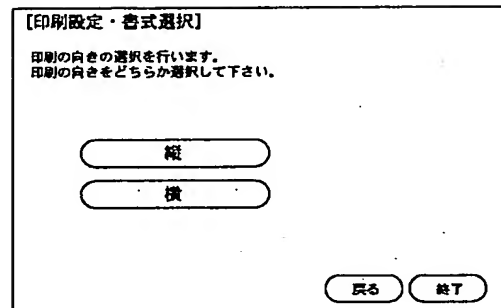 [印刷設定・書式選択]
印刷の向きの選択を行います。
印刷の向きをどちらか選択して下さい。
縦
横
戻る 終了